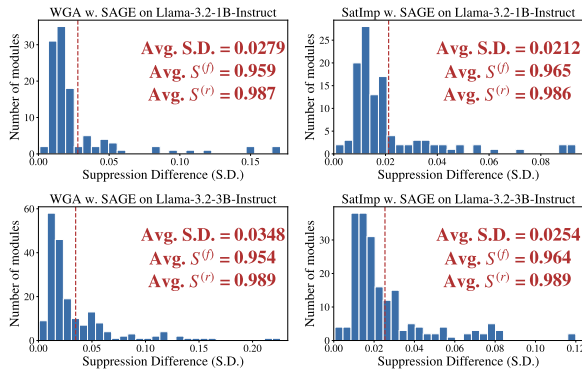 WGA w. SAGE on Llama-3.2-1B-Instruct
Number of modules
30
20
10
0
Avg. S.D. = 0.0279
Avg. S^(f) = 0.959
Avg. S^(r) = 0.987
0.00 0.05 0.10 0.15
Suppression Difference (S.D.)
SatImp w. SAGE on Llama-3.2-1B-Instruct
Number of modules
25
20
15
10
5
0
Avg. S.D. = 0.0212
Avg. S^(f) = 0.965
Avg. S^(r) = 0.986
0.00 0.02 0.04 0.06 0.08
Suppression Difference (S.D.)
WGA w. SAGE on Llama-3.2-3B-Instruct
Number of modules
60
40
20
0
Avg. S.D. = 0.0348
Avg. S^(f) = 0.954
Avg. S^(r) = 0.989
0.00 0.05 0.10 0.15 0.20
Suppression Difference (S.D.)
SatImp w. SAGE on Llama-3.2-3B-Instruct
Number of modules
30
20
10
0
Avg. S.D. = 0.0254
Avg. S^(f) = 0.964
Avg. S^(r) = 0.989
0.00 0.02 0.04 0.06 0.08 0.10 0.12
Suppression Difference (S.D.)